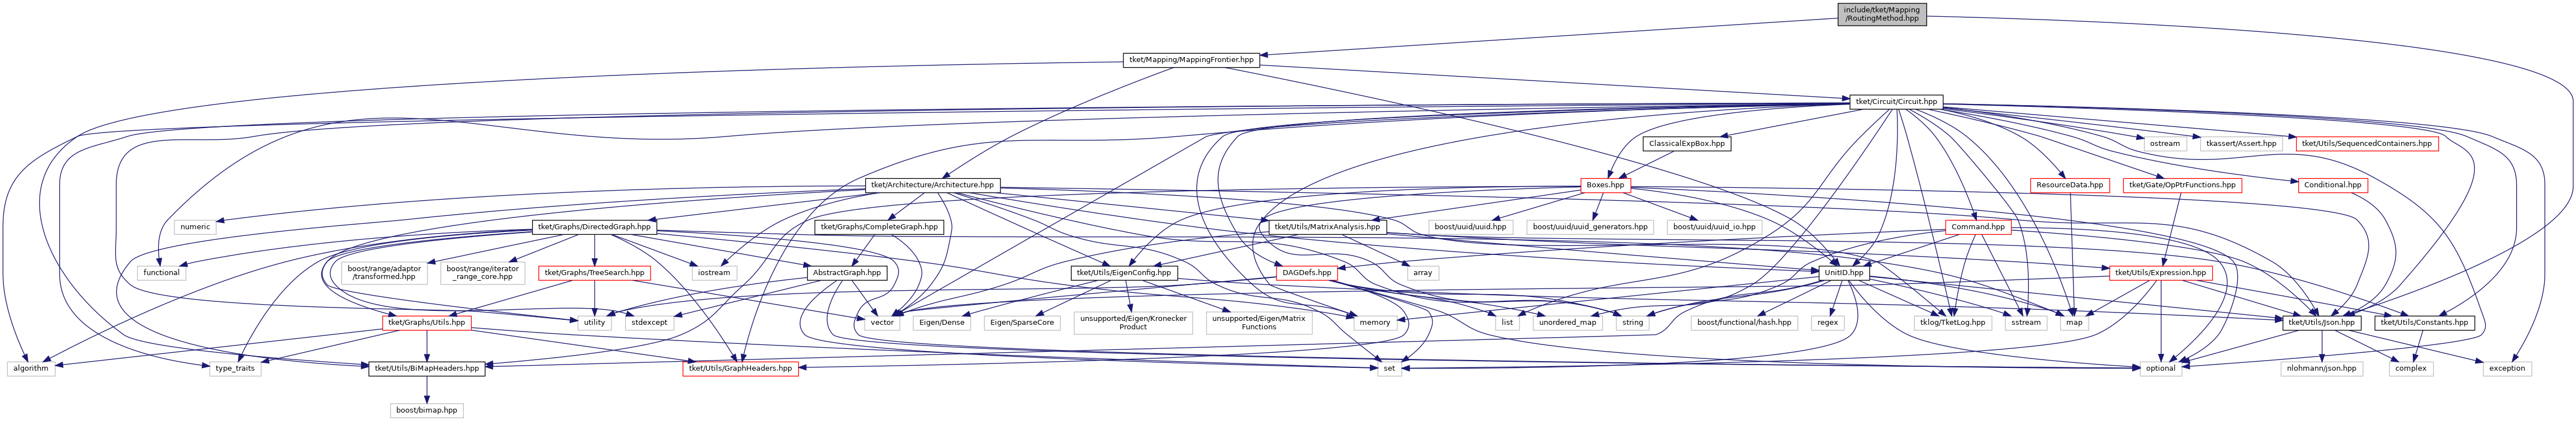 include/tket/Mapping
/RoutingMethod.hpp
tket/Mapping/MappingFrontier.hpp
tket/Circuit/Circuit.hpp
ClassicalExpBox.hpp
ostream
tkassert/Assert.hpp
tket/Utils/SequencedContainers.hpp
tket/Architecture/Architecture.hpp
Boxes.hpp
ResourceData.hpp
tket/Gate/OpPtrFunctions.hpp
Conditional.hpp
numeric
tket/Graphs/DirectedGraph.hpp
tket/Graphs/CompleteGraph.hpp
tket/Utils/MatrixAnalysis.hpp
boost/uuid/uuid.hpp
boost/uuid/uuid_generators.hpp
boost/uuid/uuid_io.hpp
Command.hpp
functional
boost/range/adaptor
/transformed.hpp
boost/range/iterator
_range_core.hpp
tket/Graphs/TreeSearch.hpp
iostream
AbstractGraph.hpp
tket/Utils/EigenConfig.hpp
DAGDefs.hpp
array
UnitID.hpp
tket/Utils/Expression.hpp
tket/Graphs/Utils.hpp
utility
stdexcept
vector
Eigen/Dense
Eigen/SparseCore
unsupported/Eigen/Kronecker
Product
unsupported/Eigen/Matrix
Functions
memory
list
unordered_map
string
boost/functional/hash.hpp
regex
tklog/TketLog.hpp
sstream
map
tket/Utils/Json.hpp
tket/Utils/Constants.hpp
algorithm
type_traits
tket/Utils/BiMapHeaders.hpp
tket/Utils/GraphHeaders.hpp
set
optional
nlohmann/json.hpp
complex
exception
boost/bimap.hpp